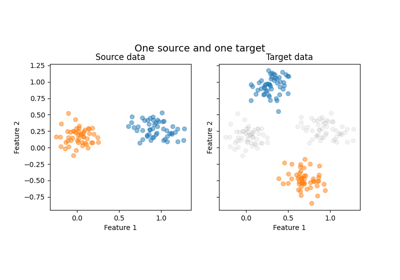 One source and one target
Source data
Target data
1.25
1.00
0.75
0.50
0.25
0.00
−0.25
−0.50
−0.75
Feature 2
Feature 2
0.0 0.5 1.0
0.0 0.5 1.0
Feature 1
Feature 1